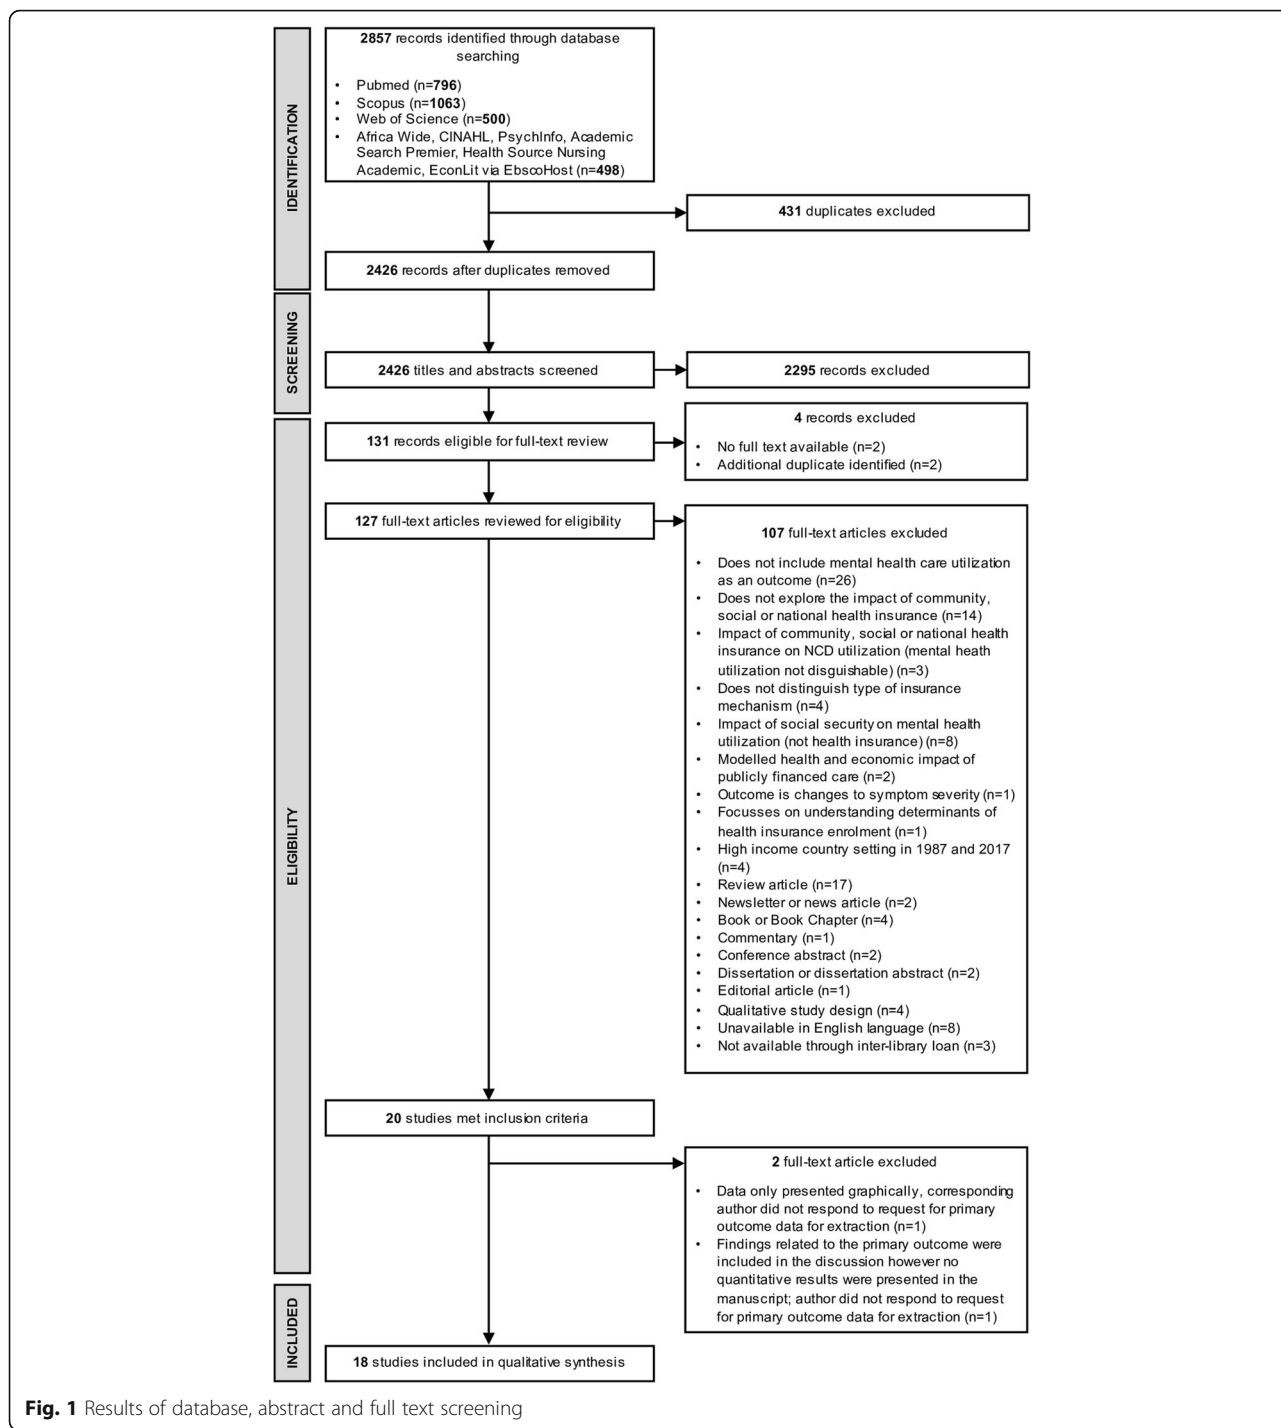 IDENTIFICATION
2857 records identified through database
searching
• Pubmed (n=796)
• Scopus (n=1063)
• Web of Science (n=500)
• Africa Wide, CINAHL, PsychInfo, Academic
Search Premier, Health Source Nursing
Academic, EconLit via EbscoHost (n=498)
431 duplicates excluded
2426 records after duplicates removed
SCREENING
2426 titles and abstracts screened
2295 records excluded
ELIGIBILITY
131 records eligible for full-text review
4 records excluded
• No full text available (n=2)
• Additional duplicate identified (n=2)
127 full-text articles reviewed for eligibility
107 full-text articles excluded
• Does not include mental health care utilization
as an outcome (n=26)
• Does not explore the impact of community,
social or national health insurance (n=14)
• Impact of community, social or national health
insurance on NCD utilization (mental heath
utilization not disguishable) (n=3)
• Does not distinguish type of insurance
mechanism (n=4)
• Impact of social security on mental health
utilization (not health insurance) (n=8)
• Modelled health and economic impact of
publicly financed care (n=2)
• Outcome is changes to symptom severity (n=1)
• Focusses on understanding determinants of
health insurance enrolment (n=1)
• High income country setting in 1987 and 2017
(n=4)
• Review article (n=17)
• Newsletter or news article (n=2)
• Book or Book Chapter (n=4)
• Commentary (n=1)
• Conference abstract (n=2)
• Dissertation or dissertation abstract (n=2)
• Editorial article (n=1)
• Qualitative study design (n=4)
• Unavailable in English language (n=8)
• Not available through inter-library loan (n=3)
20 studies met inclusion criteria
2 full-text article excluded
• Data only presented graphically, corresponding
author did not respond to request for primary
outcome data for extraction (n=1)
• Findings related to the primary outcome were
included in the discussion however no
quantitative results were presented in the
manuscript; author did not respond to request
for primary outcome data for extraction (n=1)
INCLUDED
18 studies included in qualitative synthesis
Fig. 1 Results of database, abstract and full text screening